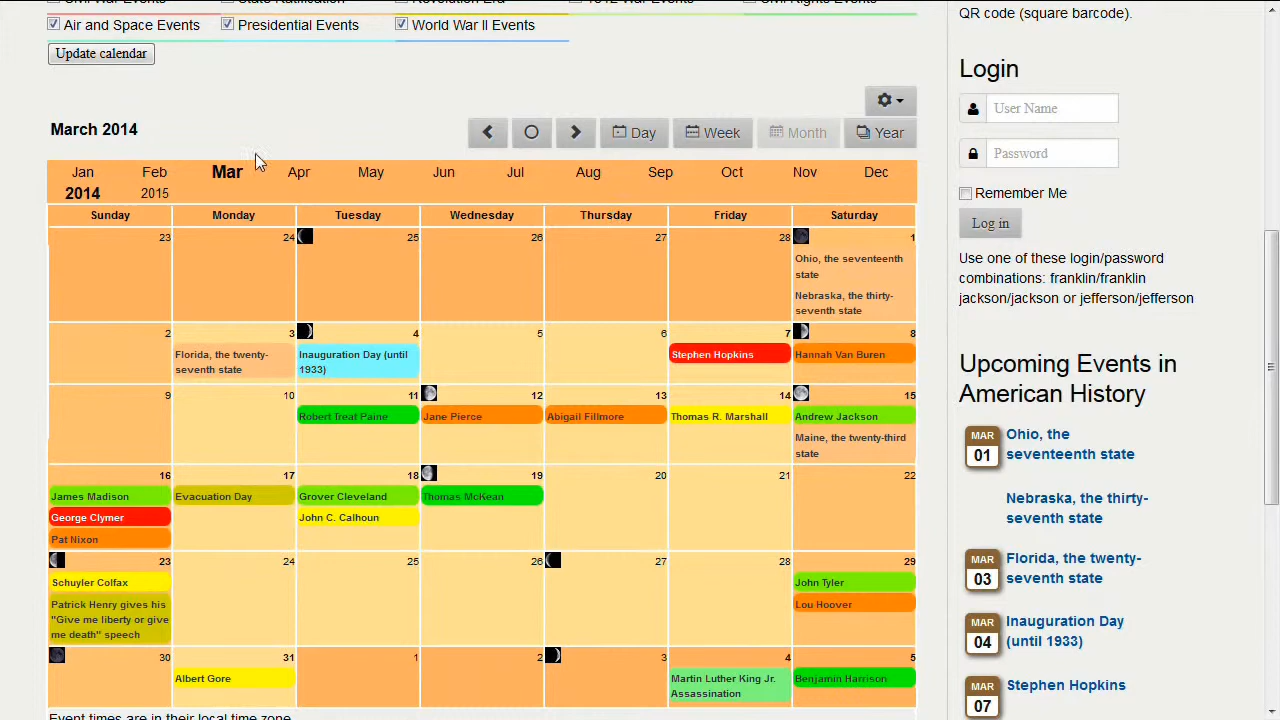 Air and Space Events
Presidential Events
World War II Events
Update calendar
March 2014
Day
Week
Month
Year
Jan Feb Mar Apr May Jun Jul Aug Sep Oct Nov Dec
2014 2015
Sunday Monday Tuesday Wednesday Thursday Friday Saturday
23 24 25 26 27 28 1
Ohio, the seventeenth
state
Nebraska, the thirty-
seventh state
2 3 4 5 6 7 8
Florida, the twenty-
seventh state
Inauguration Day (until
1933)
Stephen Hopkins
Hannah Van Buren
9 10 11 12 13 14 15
Robert Treat Paine
Jane Pierce
Abigail Fillmore
Thomas R. Marshall
Andrew Jackson
Maine, the twenty-third
state
16 17 18 19 20 21 22
James Madison
George Clymer
Pat Nixon
Evacuation Day
Grover Cleveland
John C. Calhoun
Thomas McKean
23 24 25 26 27 28 29
Schuyler Colfax
Patrick Henry gives his
"Give me liberty or give
me death" speech
John Tyler
Lou Hoover
30 31 1 2 3 4 5
Albert Gore
Martin Luther King Jr.
Assassination
Benjamin Harrison
Event times are in their local time zone
QR code (square barcode).
Login
User Name
Password
Remember Me
Log in
Use one of these login/password
combinations: franklin/franklin
jackson/jackson or jefferson/jefferson
Upcoming Events in
American History
MAR
01
Ohio, the
seventeenth state
Nebraska, the thirty-
seventh state
MAR
03
Florida, the twenty-
seventh state
MAR
04
Inauguration Day
(until 1933)
MAR
07
Stephen Hopkins